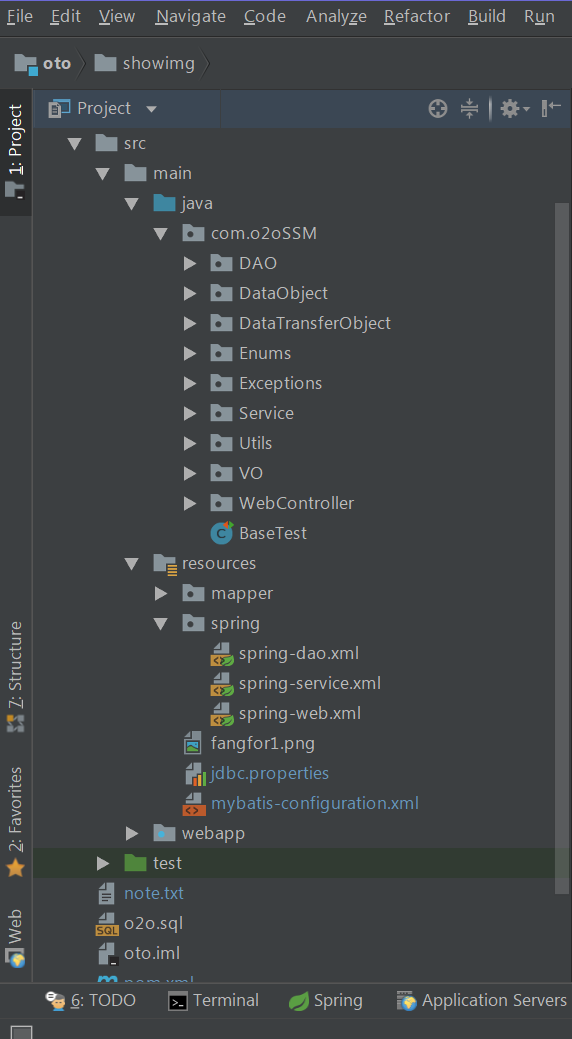 File Edit View Navigate Code Analyze Refactor Build Run
oto showimg
1: Project
Project
src
main
java
com.o2oSSM
DAO
DataObject
DataTransferObject
Enums
Exceptions
Service
Utils
VO
WebController
BaseTest
resources
mapper
spring
spring-dao.xml
spring-service.xml
spring-web.xml
fangfor1.png
jdbc.properties
mybatis-configuration.xml
webapp
test
note.txt
o2o.sql
oto.iml
pom.xml
7: Structure
2: Favorites
Web
6: TODO Terminal Spring Application Servers